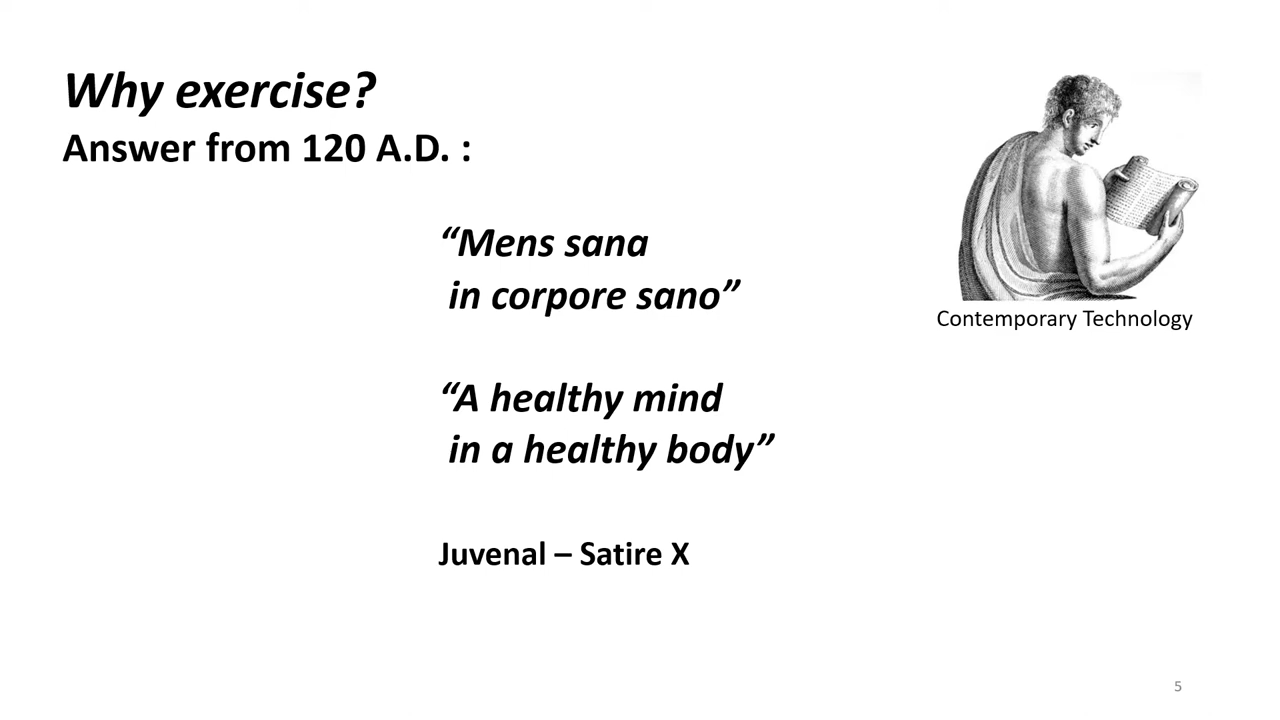 Why exercise?
Answer from 120 A.D. :
“Mens sana
in corpore sano”
“A healthy mind
in a healthy body”
Juvenal – Satire X
Contemporary Technology
5